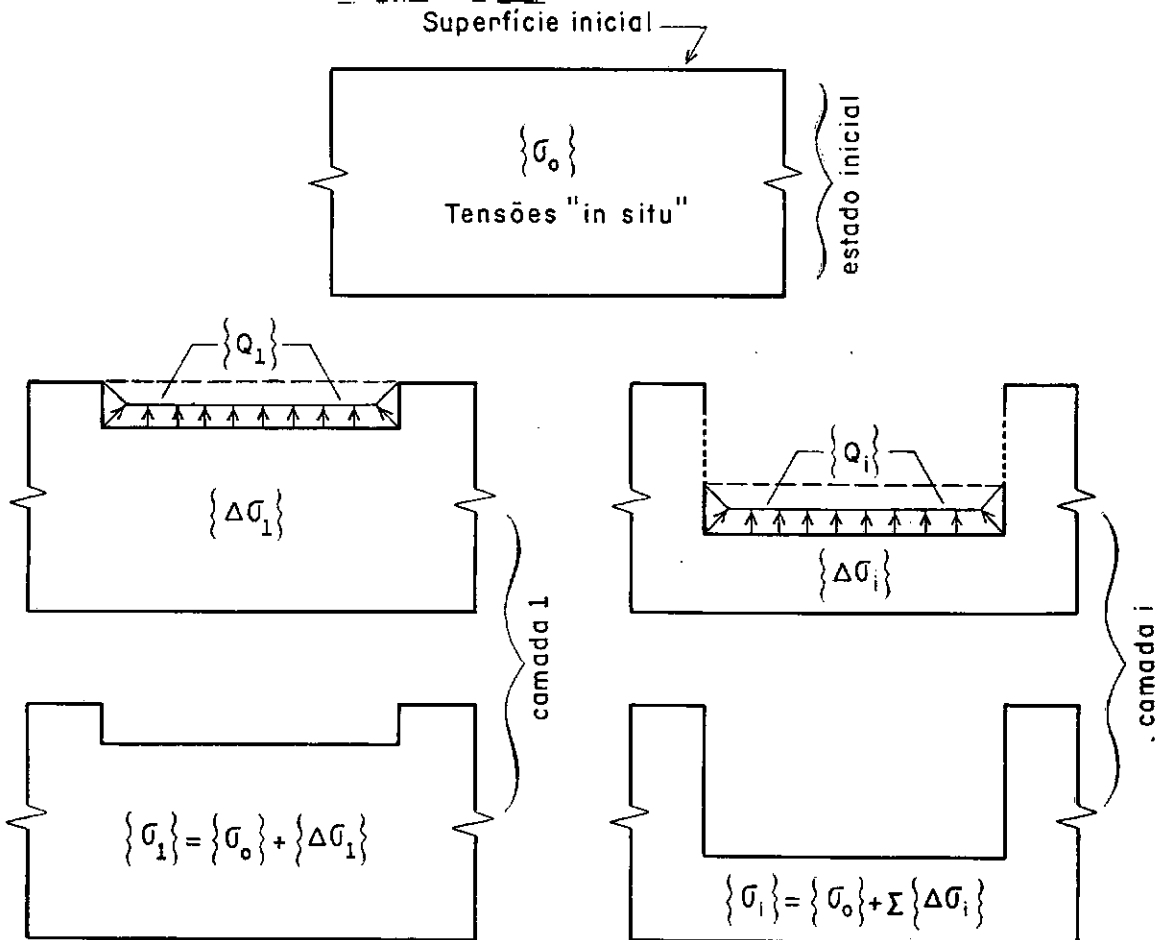 Superfície inicial
{σ₀}
Tensões "in situ"
estado inicial
{Q₁}
{Δσ₁}
camada 1
{σ₁} = {σ₀} + {Δσ₁}
{Qᵢ}
{Δσᵢ}
camada i
{σᵢ} = {σ₀} + Σ {Δσᵢ}